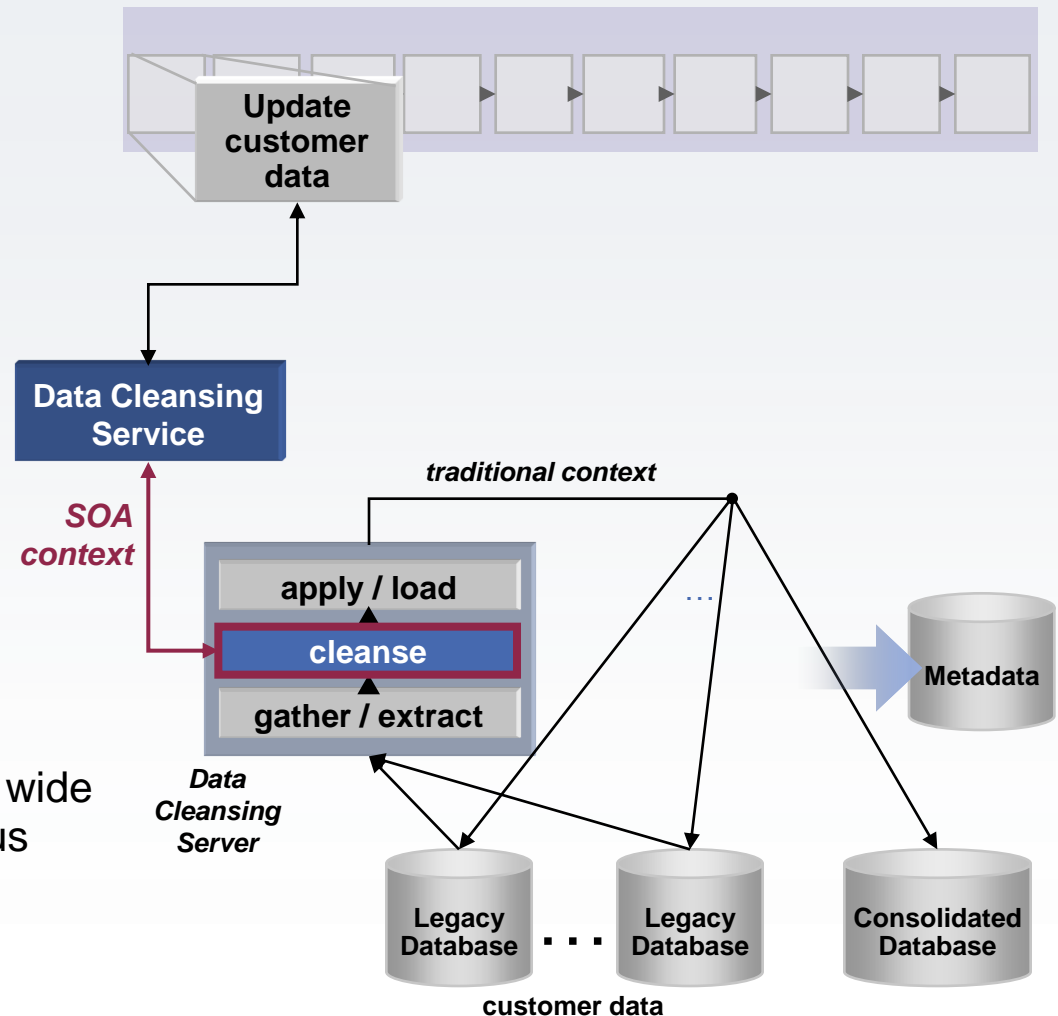 Update
customer
data
Data Cleansing
Service
traditional context
SOA
context
apply / load
...
cleanse
Metadata
gather / extract
wide
us
Data
Cleansing
Server
Legacy
Database
. . .
Legacy
Database
Consolidated
Database
customer data